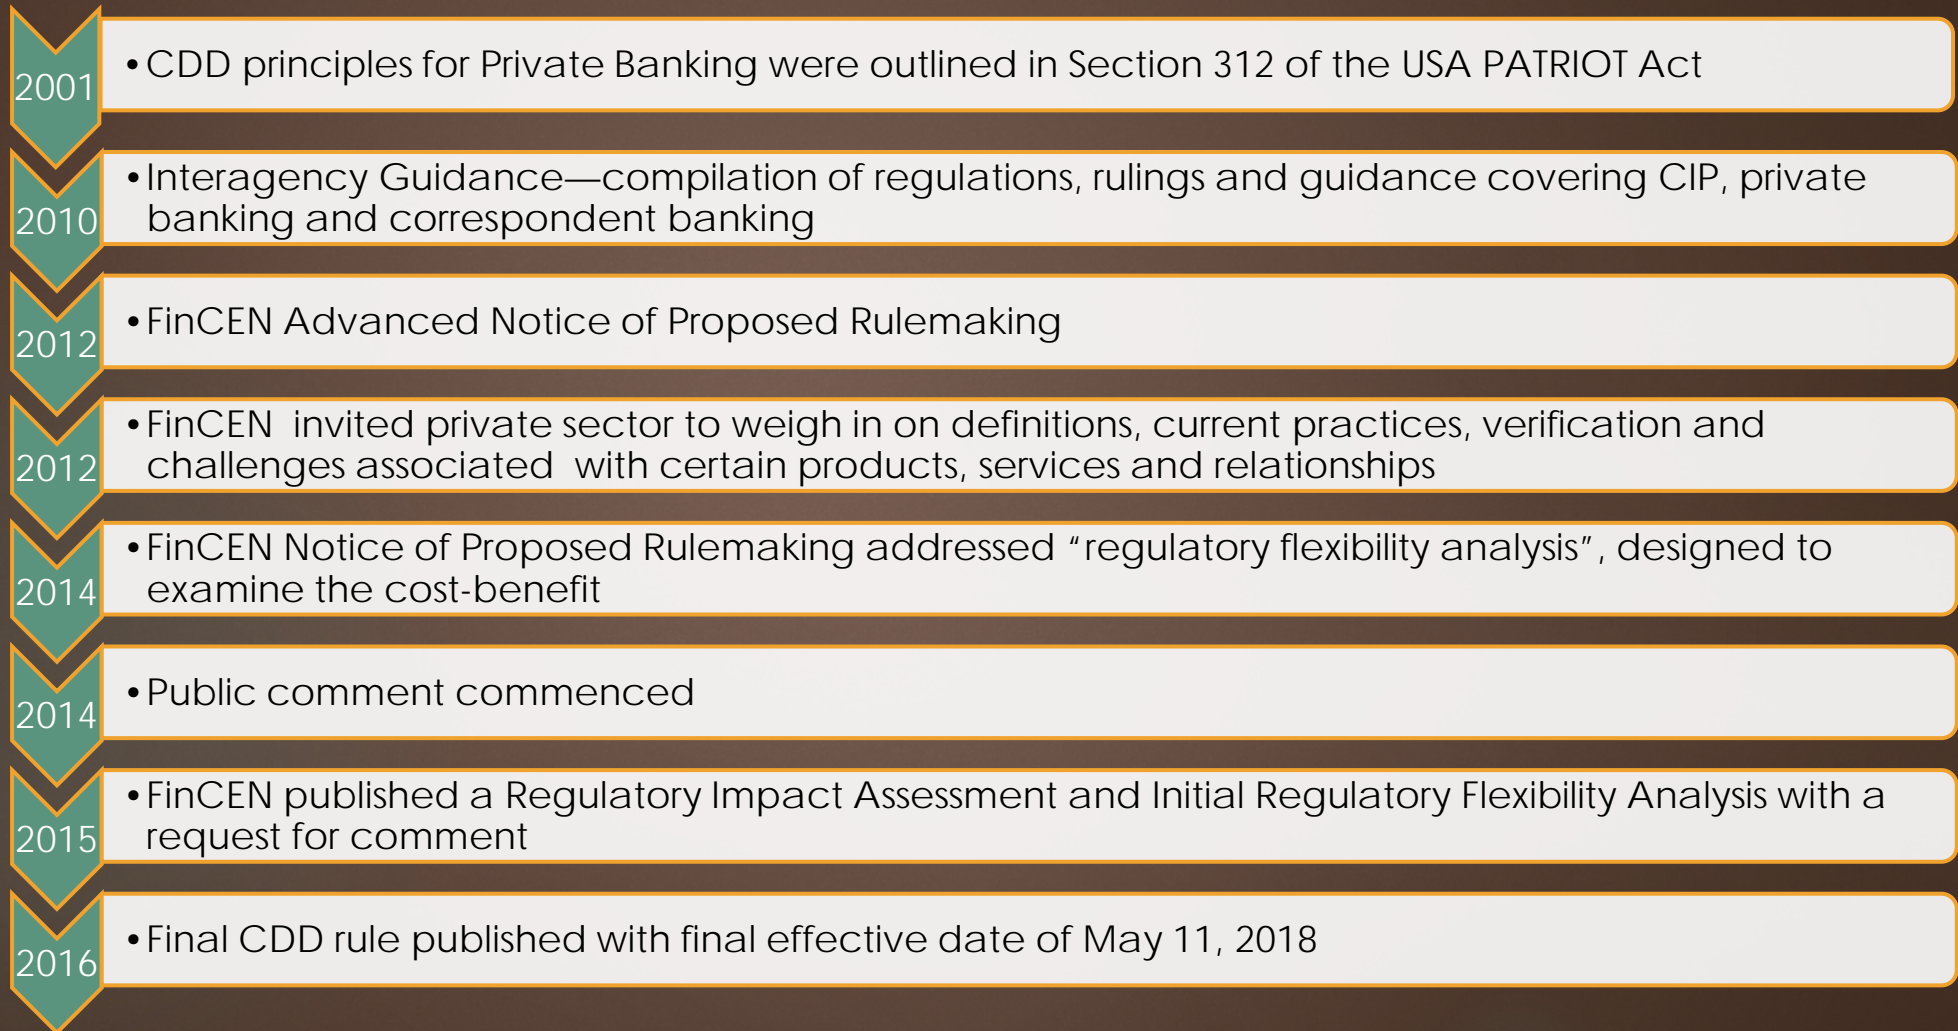 2001
•CDD principles for Private Banking were outlined in Section 312 of the USA PATRIOT Act
2010
•Interagency Guidance—compilation of regulations, rulings and guidance covering CIP, private
banking and correspondent banking
2012
•FinCEN Advanced Notice of Proposed Rulemaking
2012
•FinCEN  invited private sector to weigh in on definitions, current practices, verification and
challenges associated  with certain products, services and relationships
2014
•FinCEN Notice of Proposed Rulemaking addressed “regulatory flexibility analysis”, designed to
examine the cost-benefit
2014
•Public comment commenced
2015
•FinCEN published a Regulatory Impact Assessment and Initial Regulatory Flexibility Analysis with a
request for comment
2016
•Final CDD rule published with final effective date of May 11, 2018